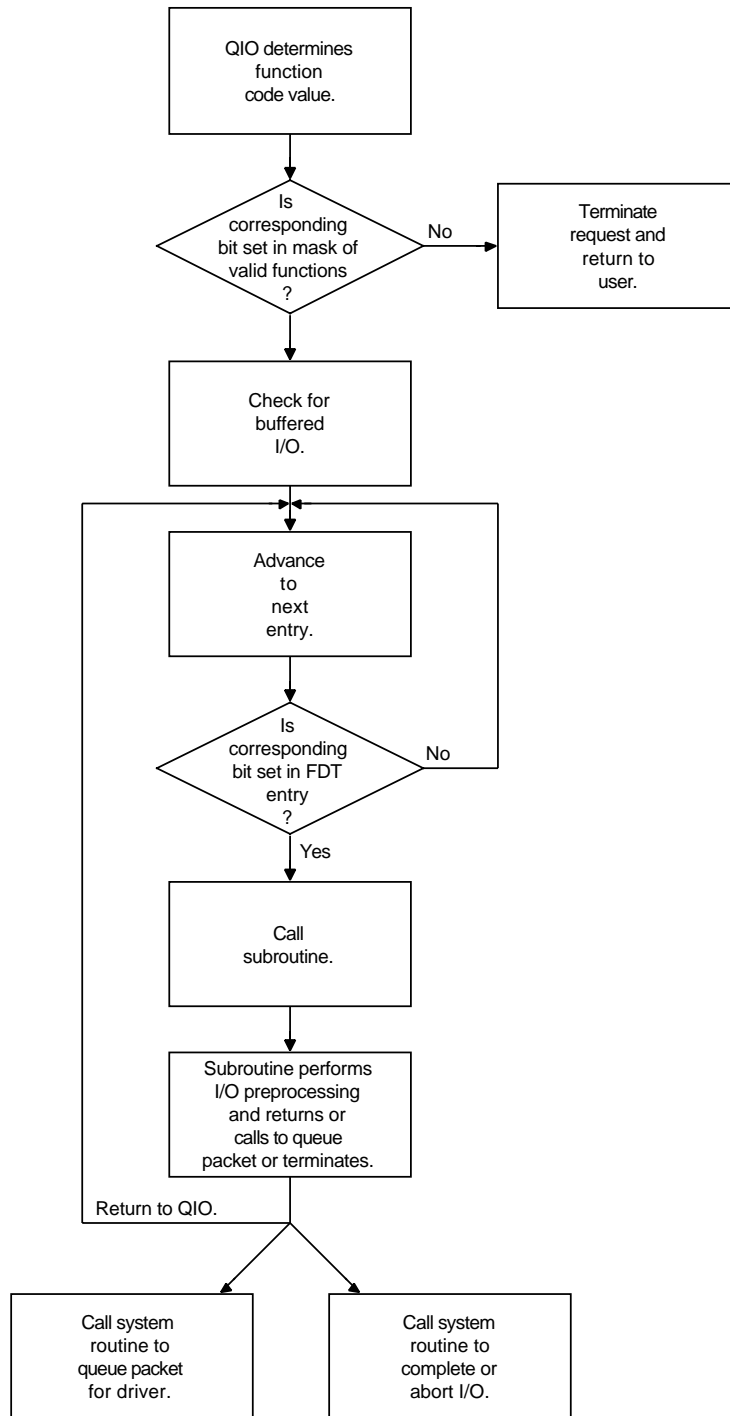 QIO determines
function
code value.
Is
corresponding
bit set in mask of
valid functions
?
No
Terminate
request and
return to
user.
Check for
buffered
I/O.
Advance
to
next
entry.
Is
corresponding
bit set in FDT
entry
?
No
Yes
Call
subroutine.
Subroutine performs
I/O preprocessing
and returns or
calls to queue
packet or terminates.
Return to QIO.
Call system
routine to
queue packet
for driver.
Call system
routine to
complete or
abort I/O.